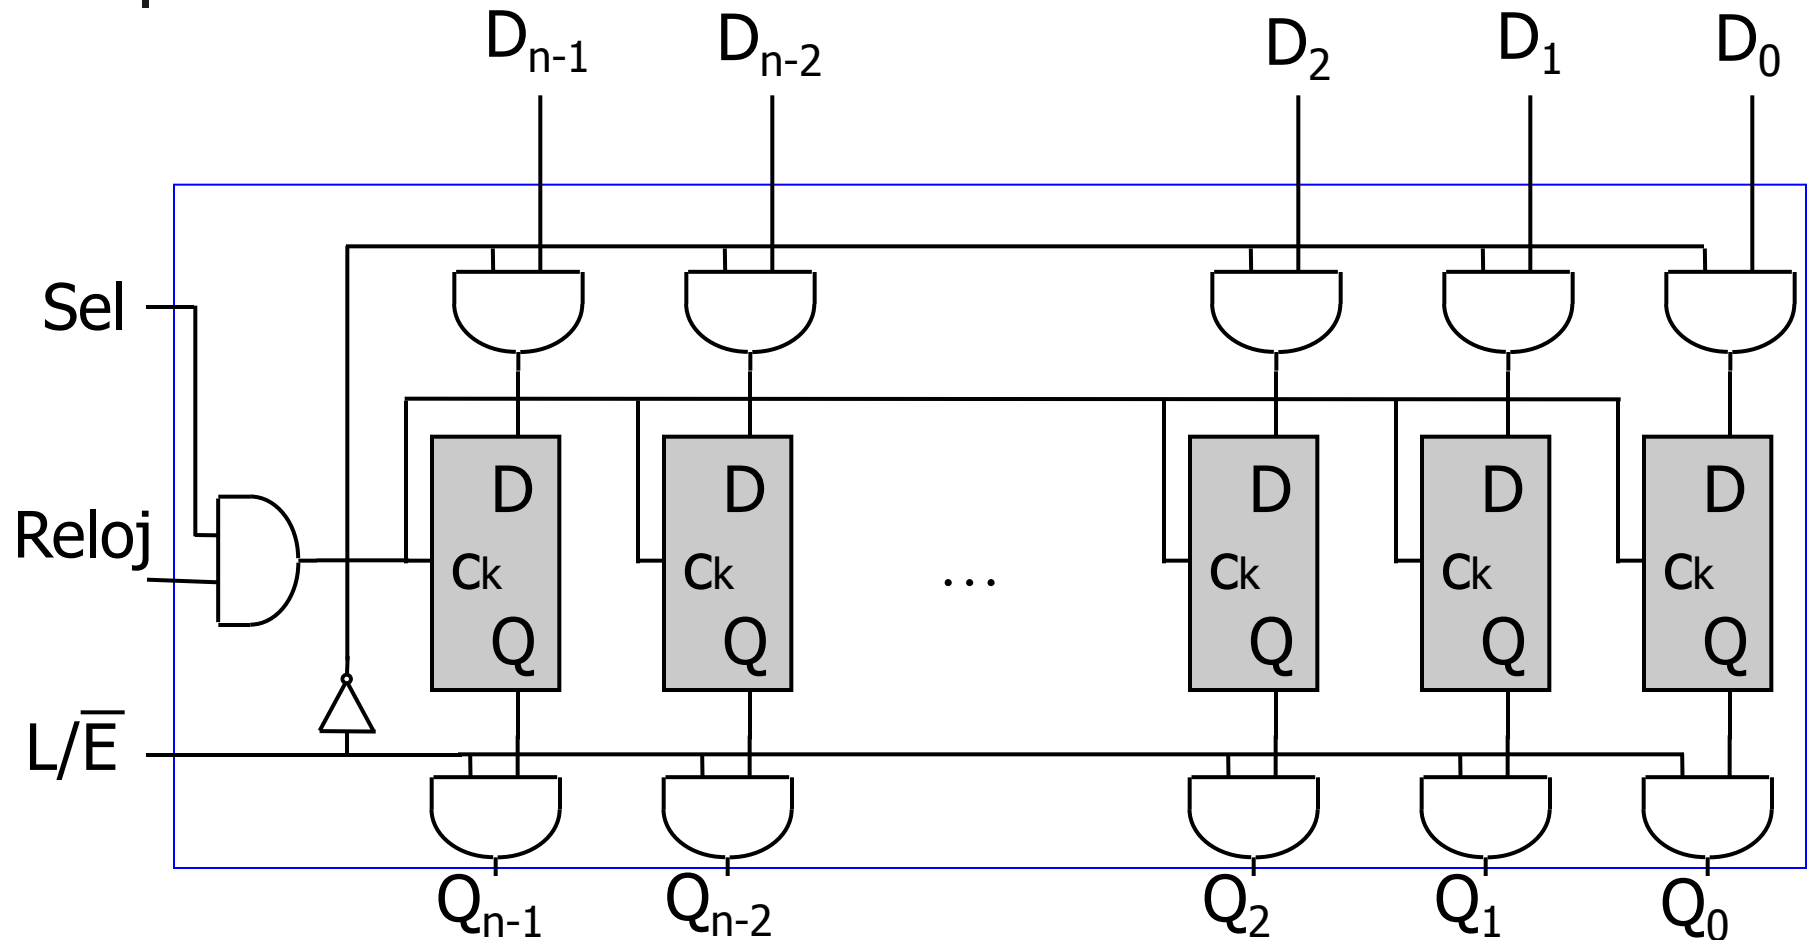 Dn-1 Dn-2 D2 D1 D0
Sel
Reloj
D D D D D
Ck Ck ... Ck Ck Ck
Q Q Q Q Q
L/E̅
Qn-1 Qn-2 Q2 Q1 Q0